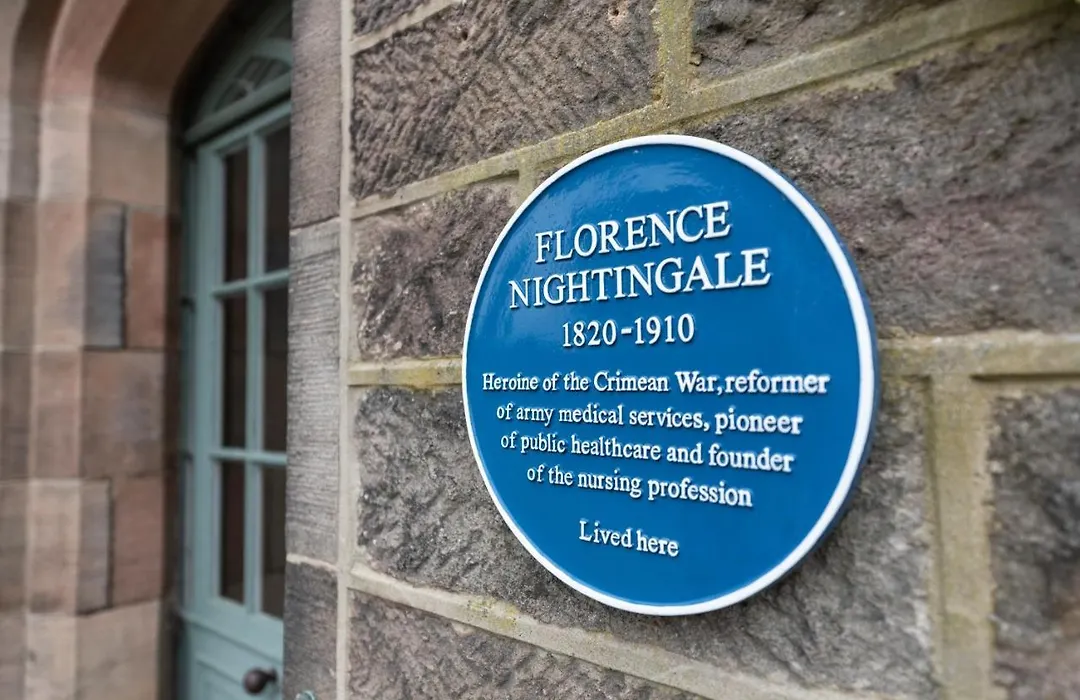 FLORENCE
NIGHTINGALE
1820-1910
Heroine of the Crimean War, reformer
of army medical services, pioneer
of public healthcare and founder
of the nursing profession
Lived here